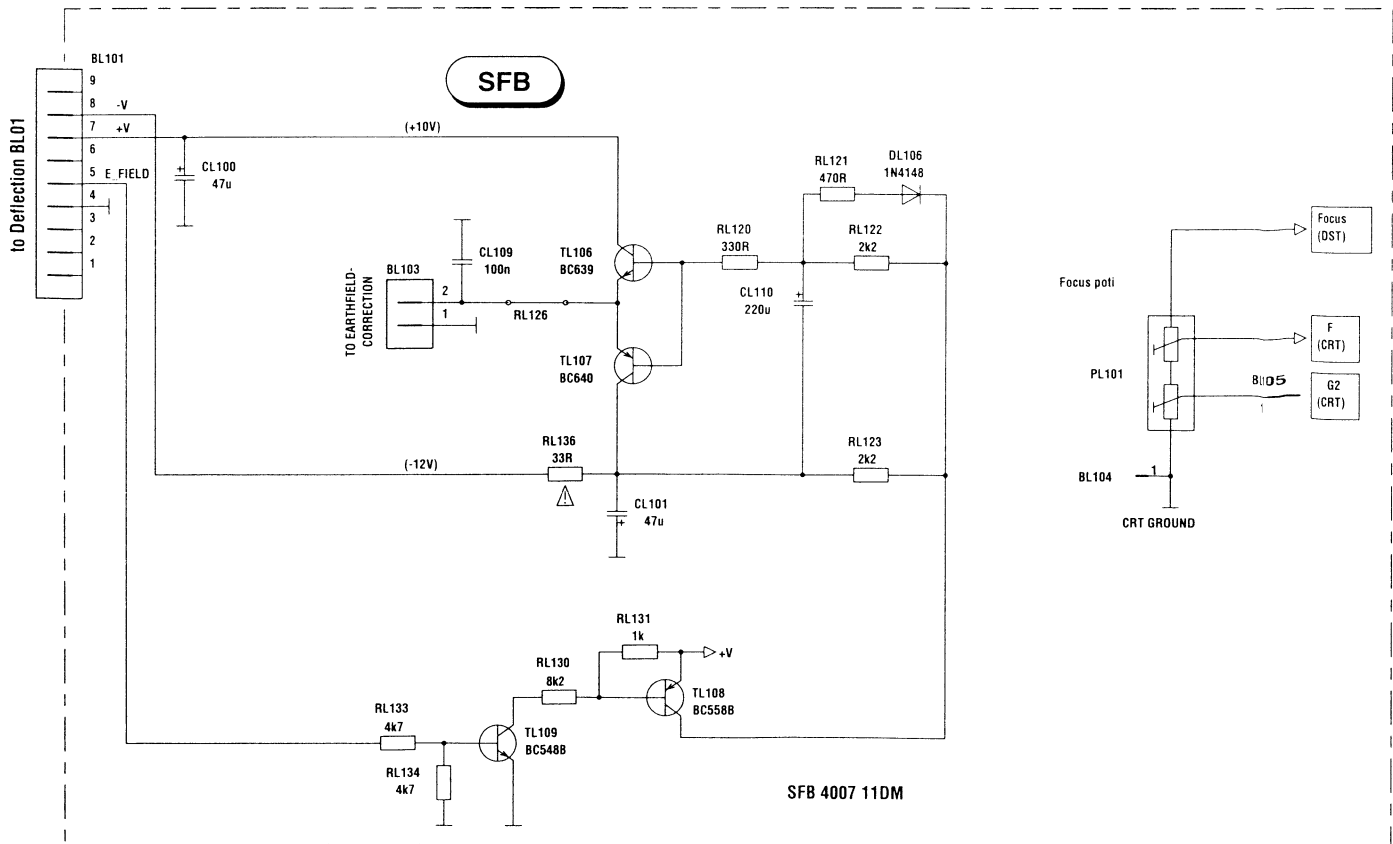 to Deflection BL01
BL101
9
8 -V
7 +V
6
5 E_FIELD
4
3
2
1
SFB
(+10V)
CL100
47u
RL121
470R
DL106
1N4148
CL109
100n
BL103
2
1
TO EARTHFIELD-
CORRECTION
RL126
TL106
BC639
RL120
330R
RL122
2k2
CL110
220u
+
TL107
BC640
(-12V)
RL136
33R
RL123
2k2
CL101
47u
+
Focus poti
Focus
(DST)
F
(CRT)
PL101
BL105
1
G2
(CRT)
BL104
1
CRT GROUND
RL131
1k
+V
RL130
8k2
TL108
BC558B
RL133
4k7
TL109
BC548B
RL134
4k7
SFB 4007 11DM